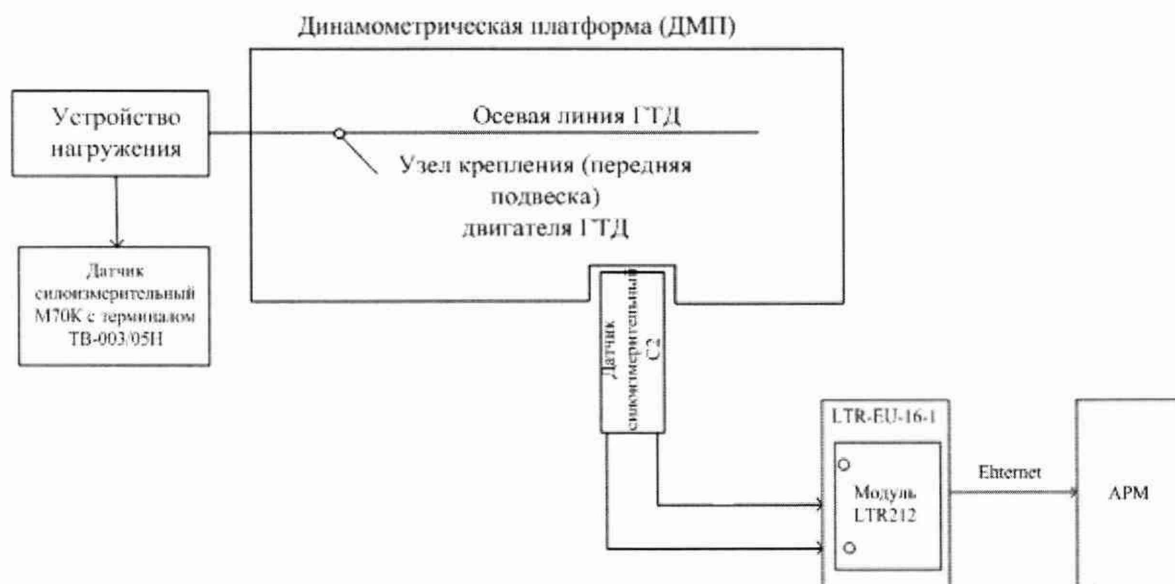 Динамометрическая платформа (ДМП)
Устройство
нагружения
Осевая линия ГТД
Узел крепления (передняя
подвеска)
двигателя ГТД
Датчик
силоизмерительный
М70К с терминалом
ТВ-003/05Н
Датчик
силоизмерительный
С2
LTR-EU-16-1
Модуль
LTR212
Ehternet
АРМ